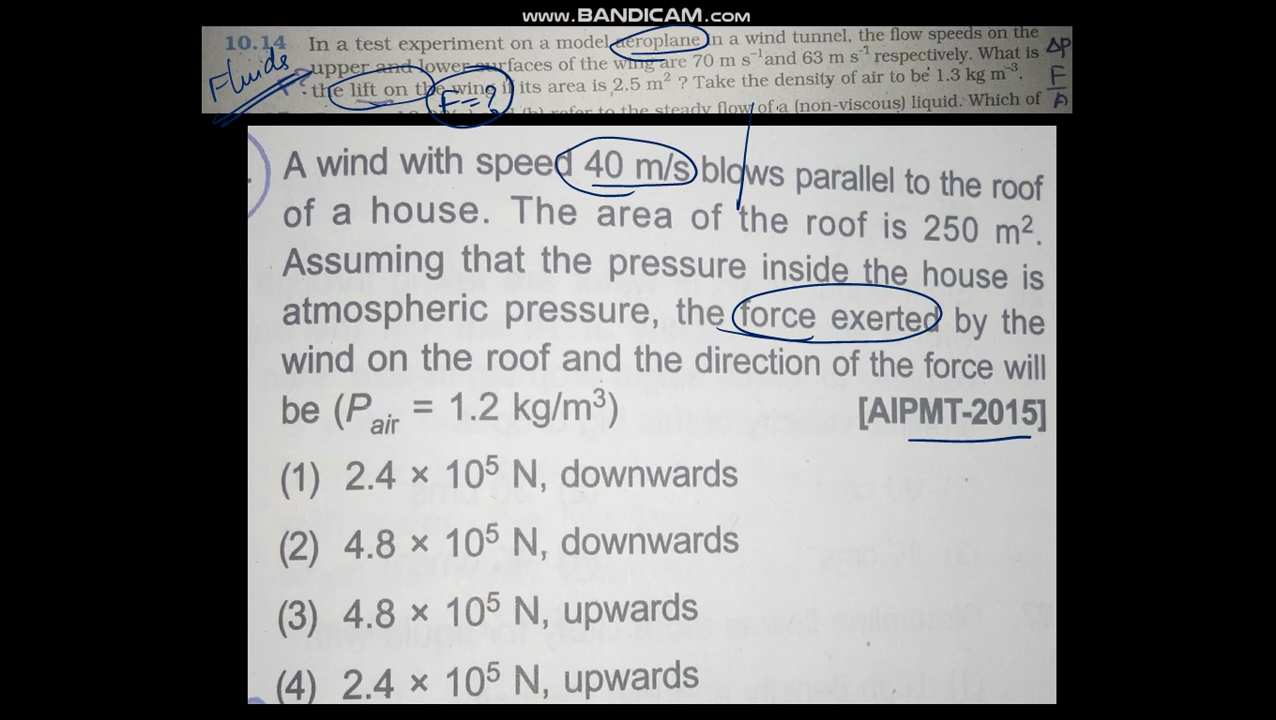 www.BANDICAM.com
10.14 In a test experiment on a model aeroplane in a wind tunnel, the flow speeds on the
upper and lower surfaces of the wing are 70 m s⁻¹ and 63 m s⁻¹ respectively. What is
the lift on the wing if its area is 2.5 m² ? Take the density of air to be 1.3 kg m⁻³.
refer to the steady flow of a (non-viscous) liquid. Which of
Fluids
F = ?
ΔP
F
A
A wind with speed 40 m/s blows parallel to the roof
of a house. The area of the roof is 250 m².
Assuming that the pressure inside the house is
atmospheric pressure, the force exerted by the
wind on the roof and the direction of the force will
be (P air = 1.2 kg/m³) [AIPMT-2015]
(1) 2.4 × 10⁵ N, downwards
(2) 4.8 × 10⁵ N, downwards
(3) 4.8 × 10⁵ N, upwards
(4) 2.4 × 10⁵ N, upwards